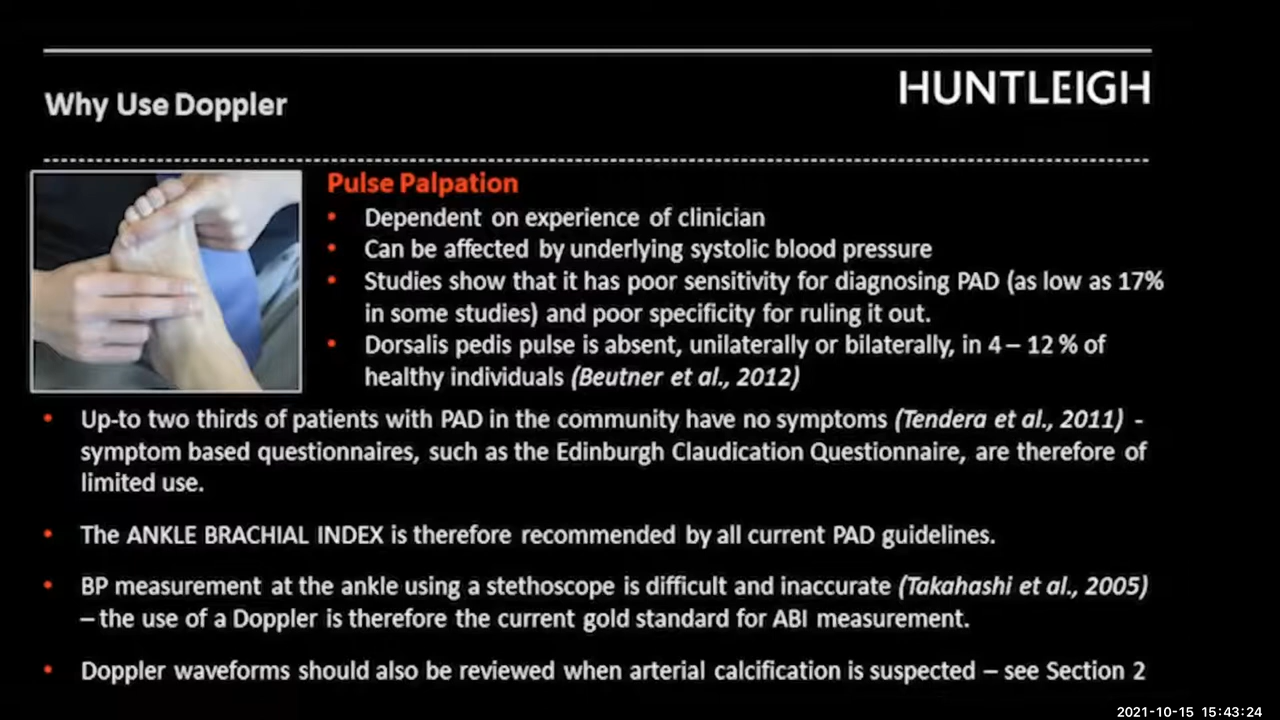 HUNTLEIGH
Why Use Doppler
Pulse Palpation
• Dependent on experience of clinician
• Can be affected by underlying systolic blood pressure
• Studies show that it has poor sensitivity for diagnosing PAD (as low as 17%
in some studies) and poor specificity for ruling it out.
• Dorsalis pedis pulse is absent, unilaterally or bilaterally, in 4 – 12 % of
healthy individuals (Beutner et al., 2012)
• Up-to two thirds of patients with PAD in the community have no symptoms (Tendera et al., 2011) -
symptom based questionnaires, such as the Edinburgh Claudication Questionnaire, are therefore of
limited use.
• The ANKLE BRACHIAL INDEX is therefore recommended by all current PAD guidelines.
• BP measurement at the ankle using a stethoscope is difficult and inaccurate (Takahashi et al., 2005)
– the use of a Doppler is therefore the current gold standard for ABI measurement.
• Doppler waveforms should also be reviewed when arterial calcification is suspected – see Section 2
2021-10-15 15:43:24